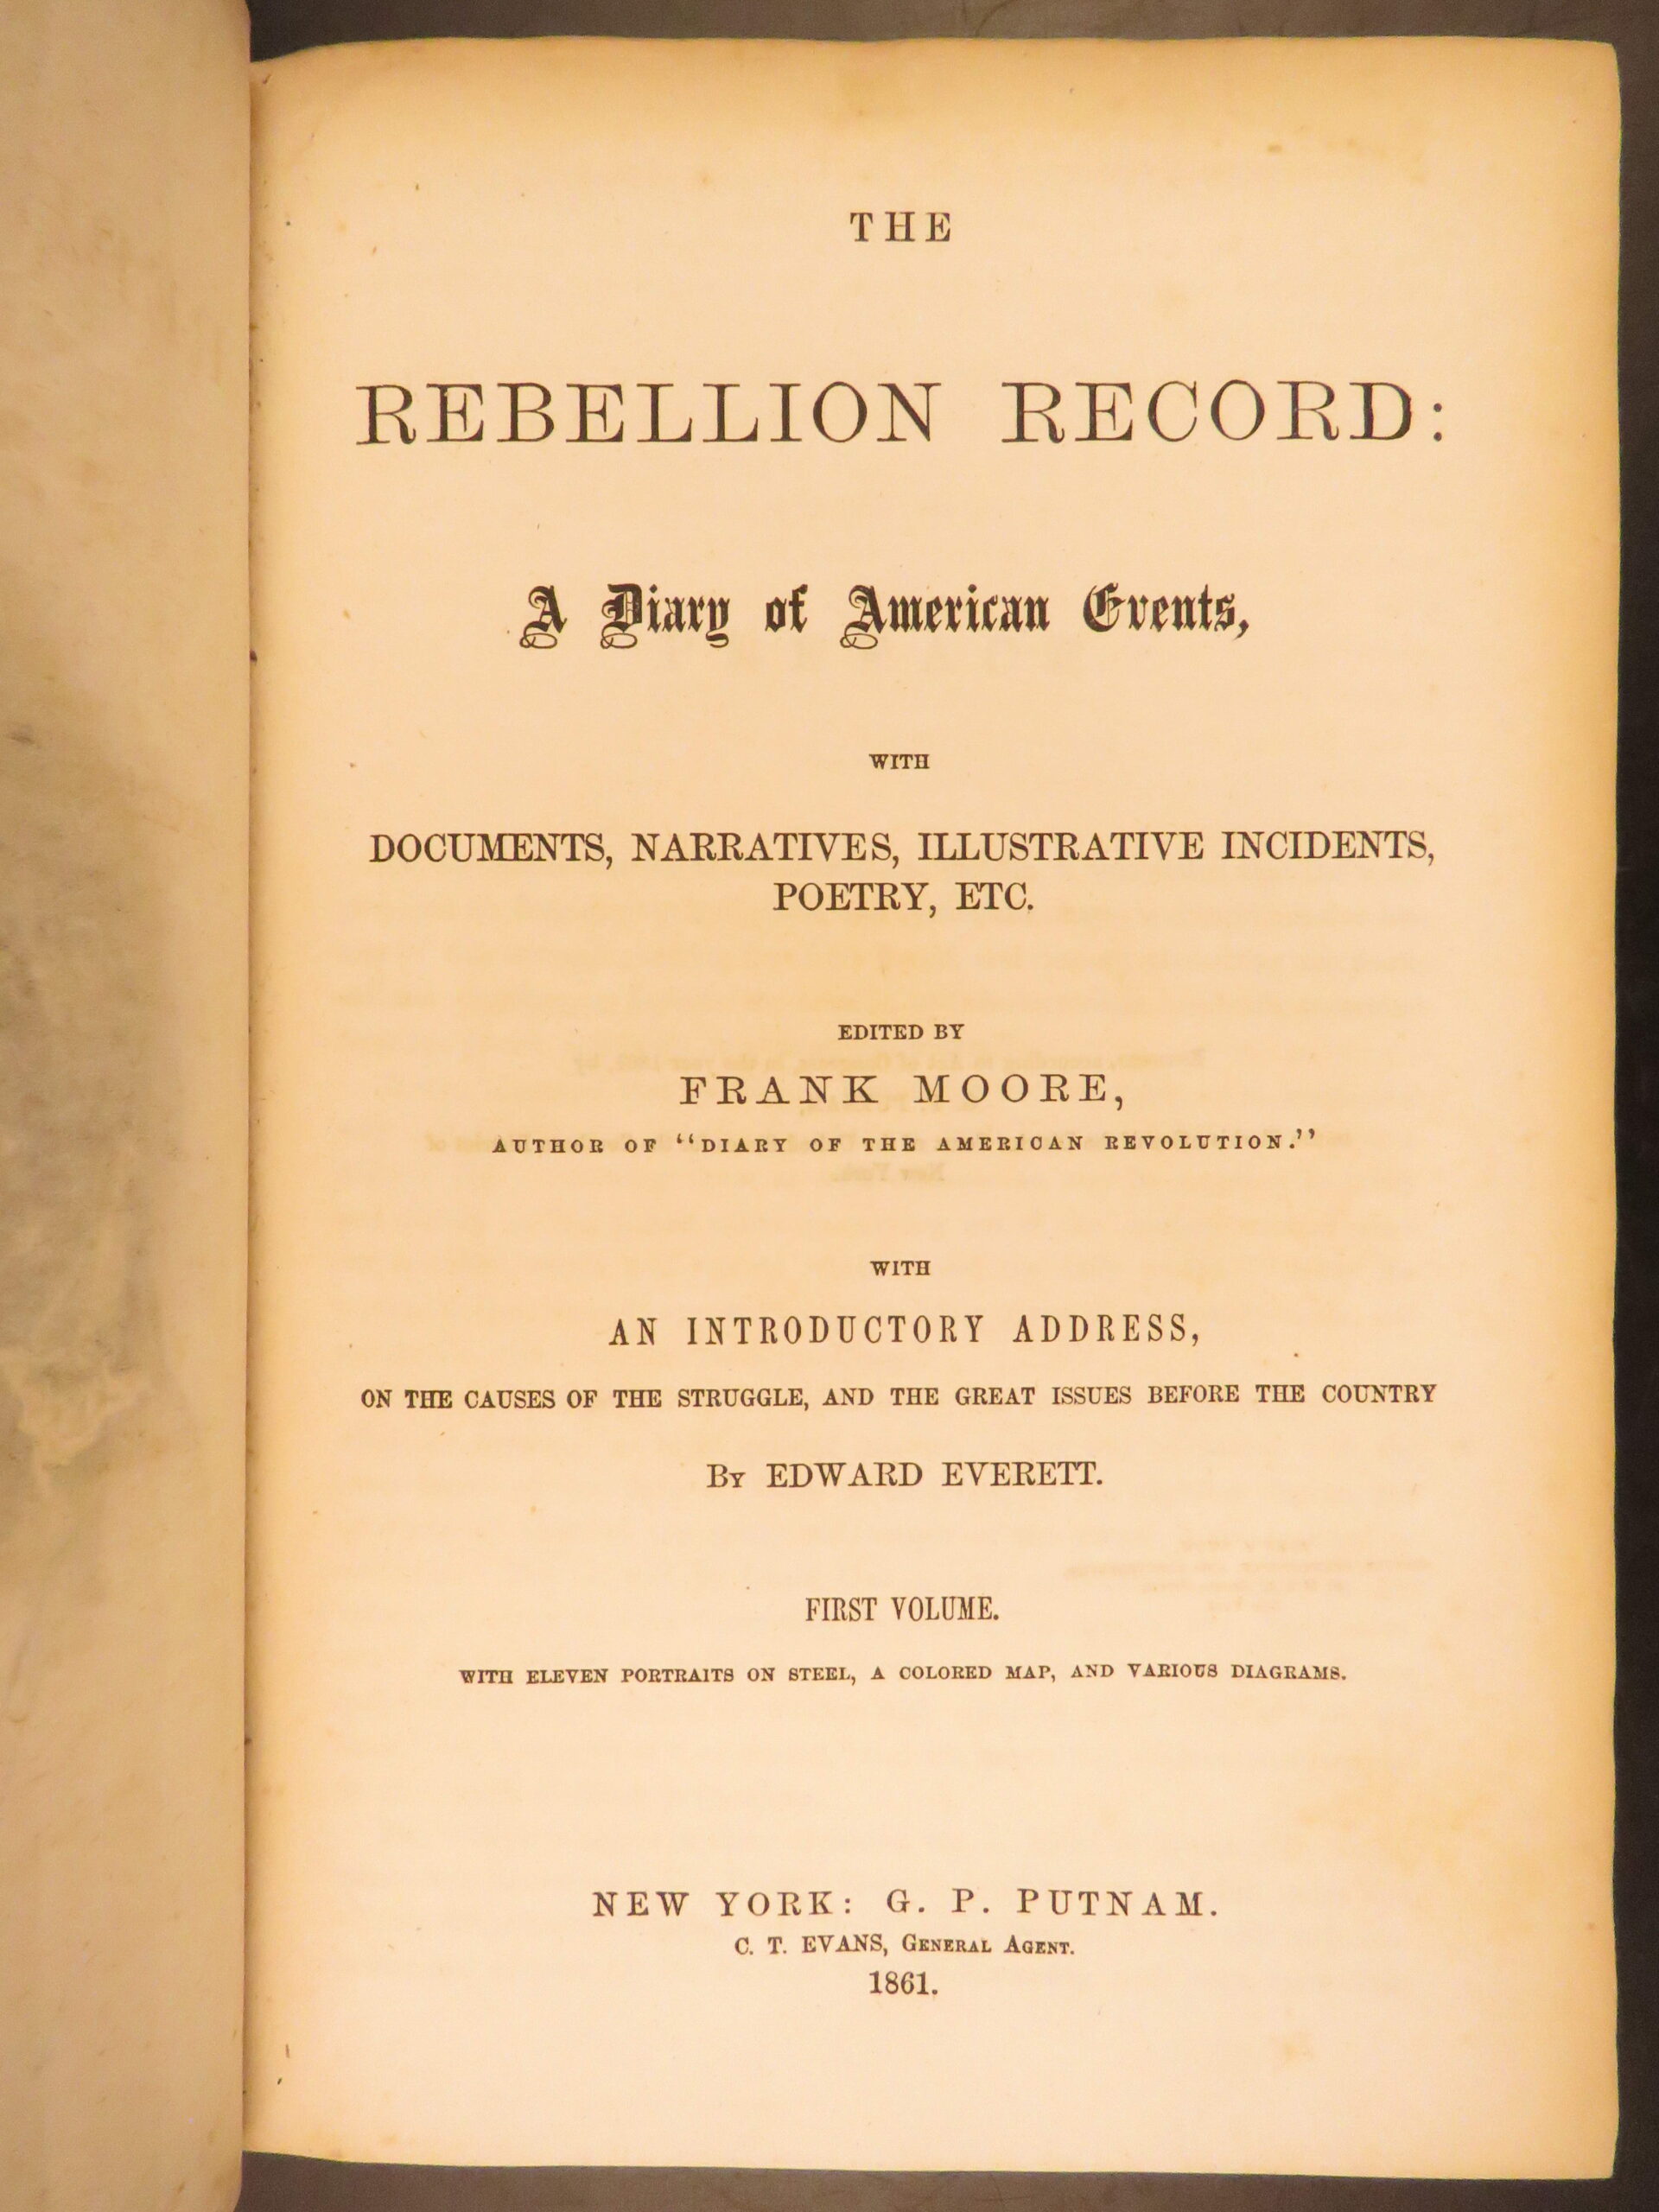 THE
REBELLION RECORD:
A Diary of American Events,
WITH
DOCUMENTS, NARRATIVES, ILLUSTRATIVE INCIDENTS,
POETRY, ETC.
EDITED BY
FRANK MOORE,
AUTHOR OF “DIARY OF THE AMERICAN REVOLUTION.”
WITH
AN INTRODUCTORY ADDRESS,
ON THE CAUSES OF THE STRUGGLE, AND THE GREAT ISSUES BEFORE THE COUNTRY
By EDWARD EVERETT.
FIRST VOLUME.
WITH ELEVEN PORTRAITS ON STEEL, A COLORED MAP, AND VARIOUS DIAGRAMS.
NEW YORK: G. P. PUTNAM.
C. T. EVANS, General Agent.
1861.